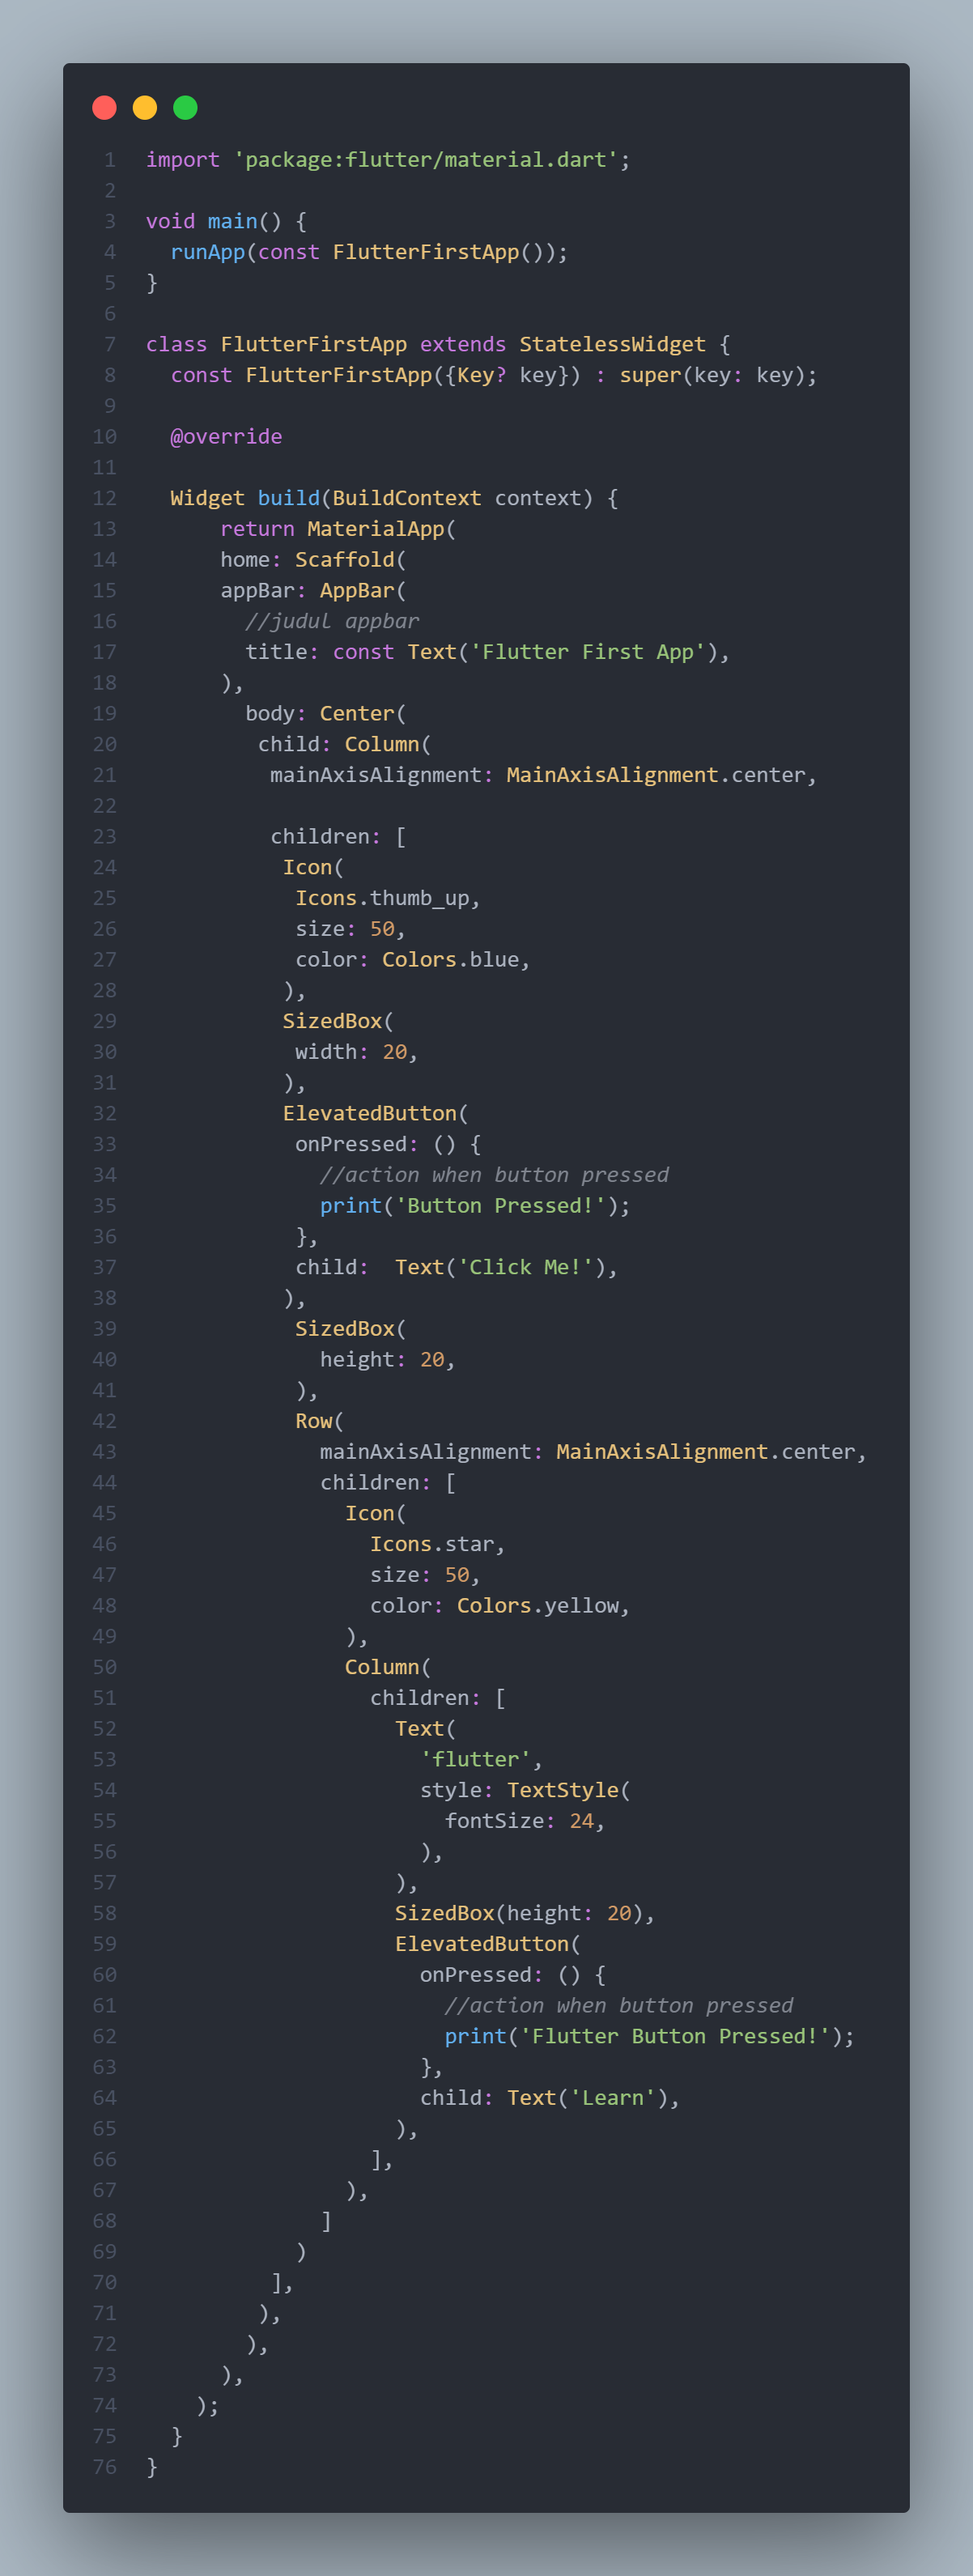 1 import 'package:flutter/material.dart';
2
3 void main() {
4   runApp(const FlutterFirstApp());
5 }
6
7 class FlutterFirstApp extends StatelessWidget {
8   const FlutterFirstApp({Key? key}) : super(key: key);
9
10   @override
11
12   Widget build(BuildContext context) {
13       return MaterialApp(
14       home: Scaffold(
15       appBar: AppBar(
16         //judul appbar
17         title: const Text('Flutter First App'),
18       ),
19         body: Center(
20          child: Column(
21           mainAxisAlignment: MainAxisAlignment.center,
22
23           children: [
24            Icon(
25             Icons.thumb_up,
26             size: 50,
27             color: Colors.blue,
28            ),
29            SizedBox(
30             width: 20,
31            ),
32            ElevatedButton(
33             onPressed: () {
34               //action when button pressed
35               print('Button Pressed!');
36             },
37             child:  Text('Click Me!'),
38            ),
39             SizedBox(
40               height: 20,
41             ),
42             Row(
43               mainAxisAlignment: MainAxisAlignment.center,
44               children: [
45                 Icon(
46                   Icons.star,
47                   size: 50,
48                   color: Colors.yellow,
49                 ),
50                 Column(
51                   children: [
52                     Text(
53                       'flutter',
54                       style: TextStyle(
55                         fontSize: 24,
56                       ),
57                     ),
58                     SizedBox(height: 20),
59                     ElevatedButton(
60                       onPressed: () {
61                         //action when button pressed
62                         print('Flutter Button Pressed!');
63                       },
64                       child: Text('Learn'),
65                     ),
66                   ],
67                 ),
68               ]
69             )
70           ],
71          ),
72         ),
73       ),
74     );
75   }
76 }